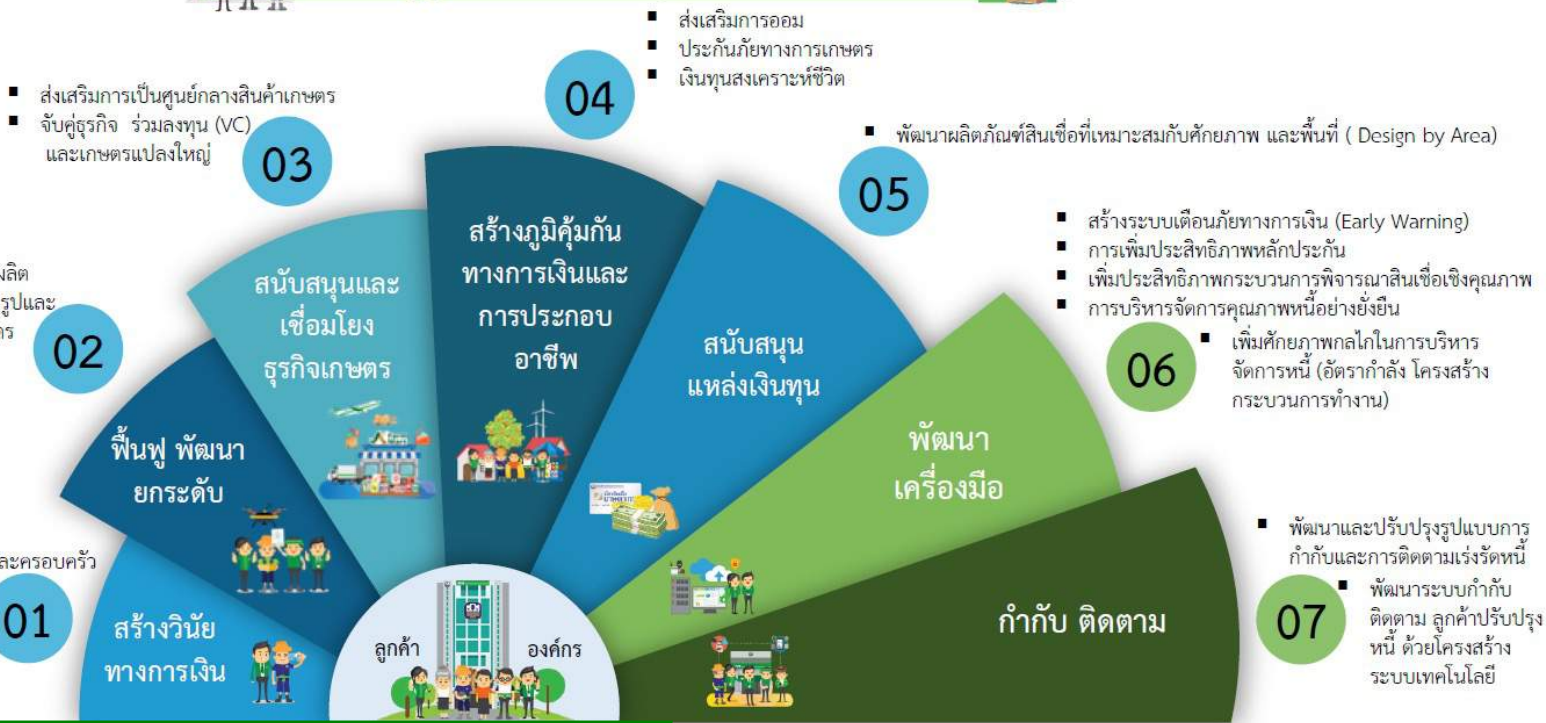 ส่งเสริมการออม
ประกันภัยทางการเกษตร
เงินทุนสงเคราะห์ชีวิต
04
ส่งเสริมการเป็นศูนย์กลางสินค้าเกษตร
จับคู่ธุรกิจ ร่วมลงทุน (VC)
และเกษตรแปลงใหญ่
03
พัฒนาผลิตภัณฑ์สินเชื่อที่เหมาะสมกับศักยภาพ และพื้นที่ ( Design by Area)
05
สร้างระบบเตือนภัยทางการเงิน (Early Warning)
การเพิ่มประสิทธิภาพหลักประกัน
เพิ่มประสิทธิภาพกระบวนการพิจารณาสินเชื่อเชิงคุณภาพ
การบริหารจัดการคุณภาพหนี้อย่างยั่งยืน
เพิ่มศักยภาพกลไกในการบริหาร
จัดการหนี้ (อัตรากำลัง โครงสร้าง
กระบวนการทำงาน)
06
รูปและ
02
และครอบครัว
01
สร้างวินัย
ทางการเงิน
ฟื้นฟู พัฒนา
ยกระดับ
สนับสนุนและ
เชื่อมโยง
ธุรกิจเกษตร
สร้างภูมิคุ้มกัน
ทางการเงินและ
การประกอบ
อาชีพ
สนับสนุน
แหล่งเงินทุน
พัฒนา
เครื่องมือ
กำกับ ติดตาม
ลูกค้า
องค์กร
พัฒนาและปรับปรุงรูปแบบการ
กำกับและการติดตามเร่งรัดหนี้
พัฒนาระบบกำกับ
ติดตาม ลูกค้าปรับปรุง
หนี้ ด้วยโครงสร้าง
ระบบเทคโนโลยี
07